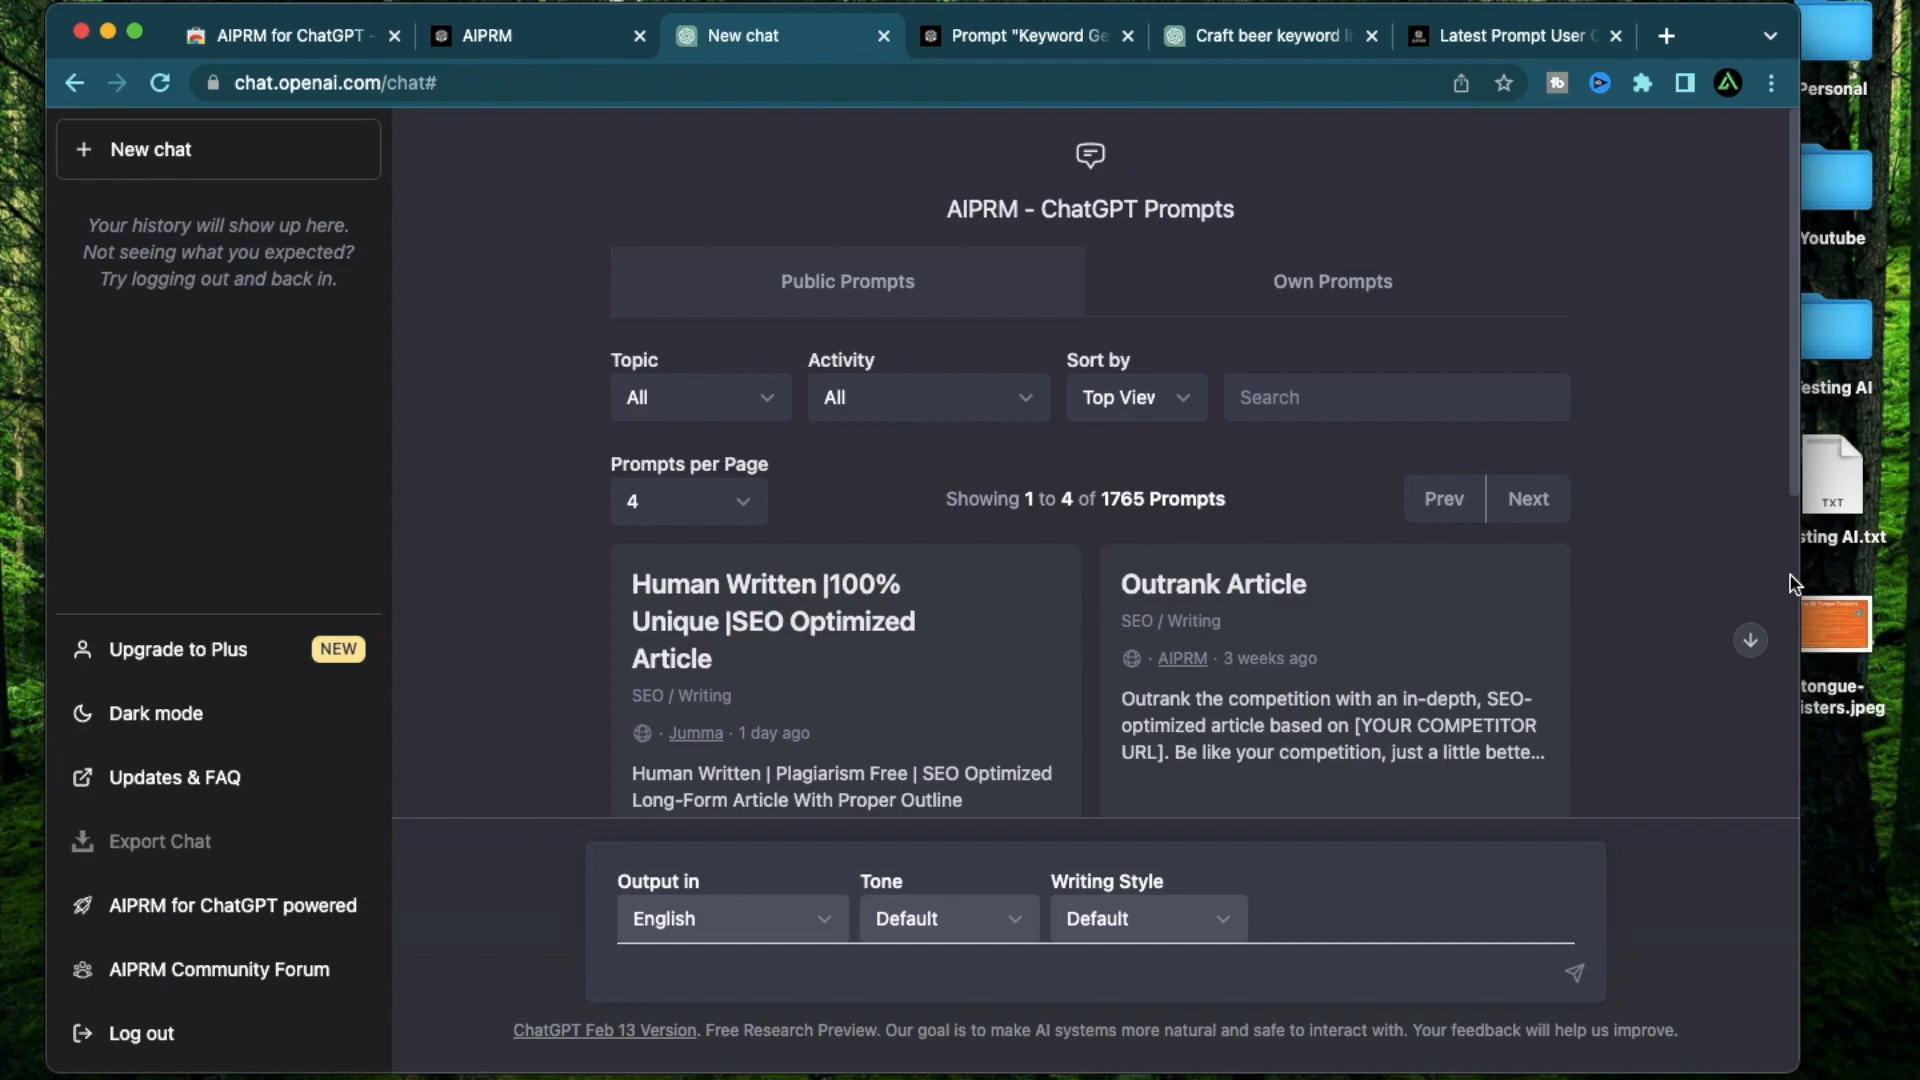 AIPRM for ChatGPT -
AIPRM
New chat
Prompt "Keyword Ge
Craft beer keyword li
Latest Prompt User
chat.openai.com/chat#
tb
Personal
Youtube
esting AI
TXT
sting AI.txt
tongue-
isters.jpeg
New chat
Your history will show up here.
Not seeing what you expected?
Try logging out and back in.
Upgrade to Plus
NEW
Dark mode
Updates & FAQ
Export Chat
AIPRM for ChatGPT powered
AIPRM Community Forum
Log out
AIPRM - ChatGPT Prompts
Public Prompts
Own Prompts
Topic
Activity
Sort by
All
All
Top View
Search
Prompts per Page
4
Showing 1 to 4 of 1765 Prompts
Prev
Next
Human Written |100%
Unique |SEO Optimized
Article
SEO / Writing
· Jumma · 1 day ago
Human Written | Plagiarism Free | SEO Optimized
Long-Form Article With Proper Outline
Outrank Article
SEO / Writing
· AIPRM · 3 weeks ago
Outrank the competition with an in-depth, SEO-
optimized article based on [YOUR COMPETITOR
URL]. Be like your competition, just a little bette...
Output in
Tone
Writing Style
English
Default
Default
ChatGPT Feb 13 Version. Free Research Preview. Our goal is to make AI systems more natural and safe to interact with. Your feedback will help us improve.